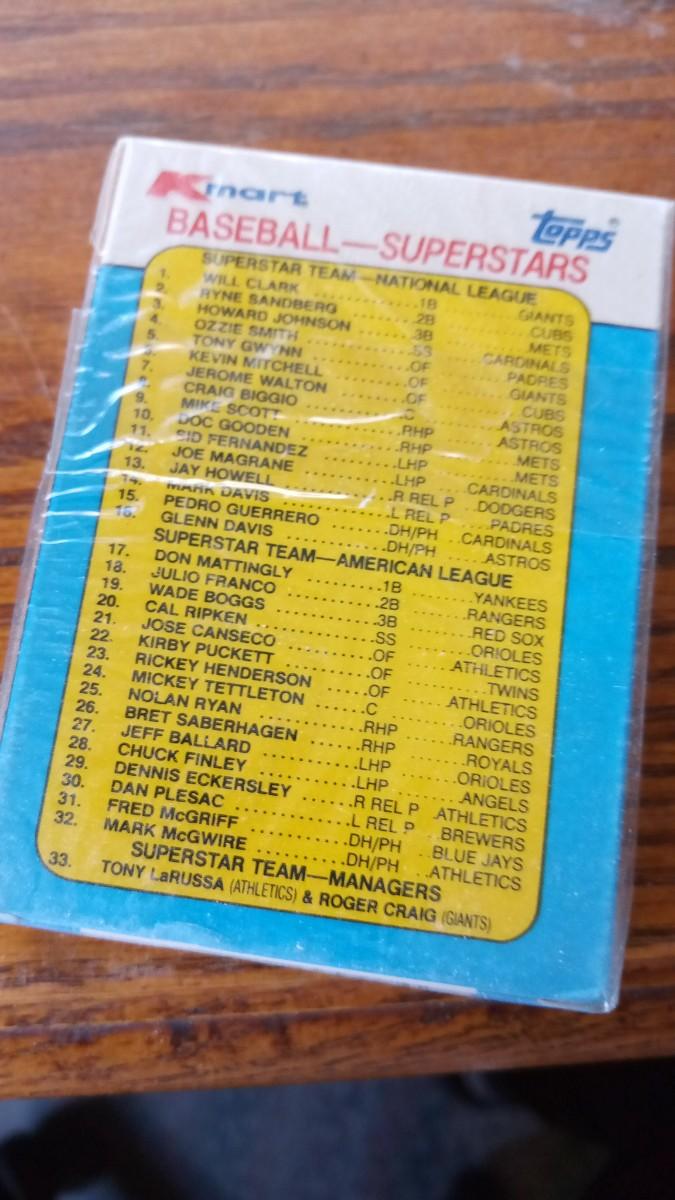 Kmart
topps®
BASEBALL—SUPERSTARS
SUPERSTAR TEAM—NATIONAL LEAGUE
1. WILL CLARK ..........1B ..........GIANTS
2. RYNE SANDBERG ..........2B ..........CUBS
3. HOWARD JOHNSON ..........3B ..........METS
4. OZZIE SMITH ..........SS ..........CARDINALS
5. TONY GWYNN ..........OF ..........PADRES
6. KEVIN MITCHELL ..........OF ..........GIANTS
7. JEROME WALTON ..........OF ..........CUBS
8. CRAIG BIGGIO ..........C ..........ASTROS
9. MIKE SCOTT ..........RHP ..........ASTROS
10. DOC GOODEN ..........RHP ..........METS
11. SID FERNANDEZ ..........LHP ..........METS
12. JOE MAGRANE ..........LHP ..........CARDINALS
13. JAY HOWELL ..........R REL P ..DODGERS
14. MARK DAVIS ..........L REL P ..PADRES
15. PEDRO GUERRERO ..........DH/PH ..CARDINALS
16. GLENN DAVIS ..........DH/PH ..........ASTROS
SUPERSTAR TEAM—AMERICAN LEAGUE
17. DON MATTINGLY ..........1B ..........YANKEES
18. JULIO FRANCO ..........2B ..........RANGERS
19. WADE BOGGS ..........3B ..........RED SOX
20. CAL RIPKEN ..........SS ..........ORIOLES
21. JOSE CANSECO ..........OF ..........ATHLETICS
22. KIRBY PUCKETT ..........OF ..........TWINS
23. RICKEY HENDERSON ..........OF ..........ATHLETICS
24. MICKEY TETTLETON ..........C ..........ORIOLES
25. NOLAN RYAN ..........RHP ..........RANGERS
26. BRET SABERHAGEN ..........RHP ..........ROYALS
27. JEFF BALLARD ..........LHP ..........ORIOLES
28. CHUCK FINLEY ..........LHP ..........ANGELS
29. DENNIS ECKERSLEY ..........R REL P ..ATHLETICS
30. DAN PLESAC ..........L REL P ..BREWERS
31. FRED McGRIFF ..........DH/PH ..BLUE JAYS
32. MARK McGWIRE ..........DH/PH ..ATHLETICS
SUPERSTAR TEAM—MANAGERS
33. TONY LaRUSSA (ATHLETICS) & ROGER CRAIG (GIANTS)